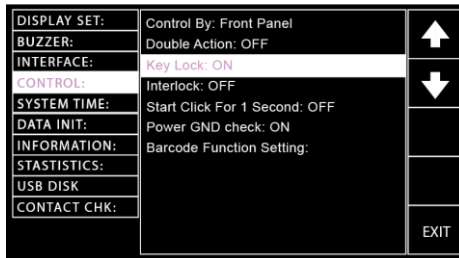 DISPLAY SET:
BUZZER:
INTERFACE:
CONTROL:
SYSTEM TIME:
DATA INIT:
INFORMATION:
STASTISTICS:
USB DISK
CONTACT CHK:
Control By: Front Panel
Double Action: OFF
Key Lock: ON
Interlock: OFF
Start Click For 1 Second: OFF
Power GND check: ON
Barcode Function Setting:
EXIT